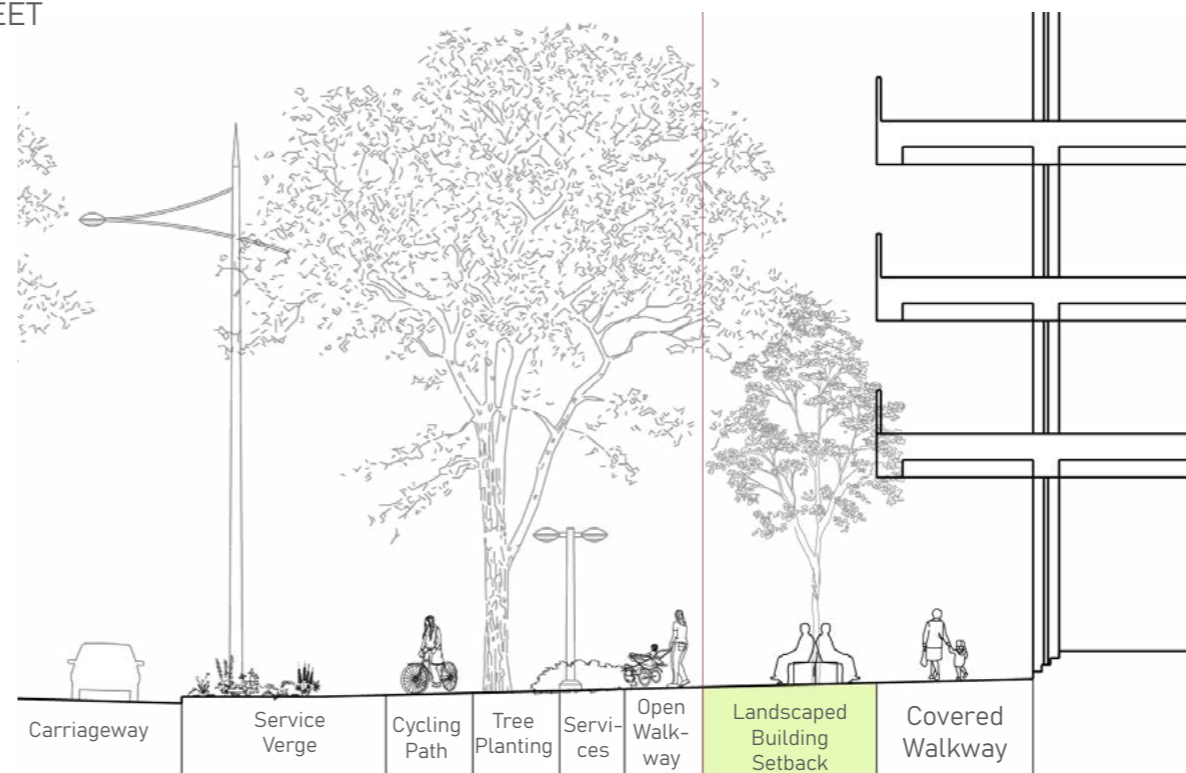 EET
Carriageway
Service
Verge
Cycling
Path
Tree
Planting
Servi-
ces
Open
Walk-
way
Landscaped
Building
Setback
Covered
Walkway